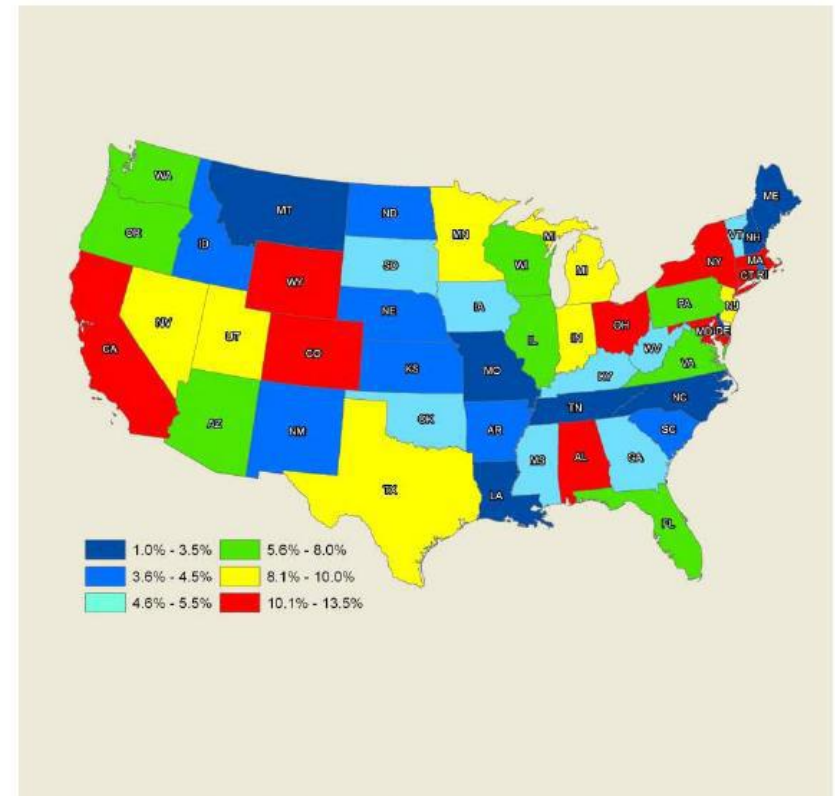 WA
MT
ND
MN
ME
OR
ID
SD
WI
MI
MI
VT
NH
NY
MA
CT
RI
WY
NE
IA
PA
NJ
NV
UT
CO
IL
IN
OH
MD
DE
CA
KS
MO
WV
VA
KY
AZ
NM
OK
AR
TN
NC
SC
TX
MS
AL
GA
LA
FL
1.0% - 3.5%
5.6% - 8.0%
3.6% - 4.5%
8.1% - 10.0%
4.6% - 5.5%
10.1% - 13.5%